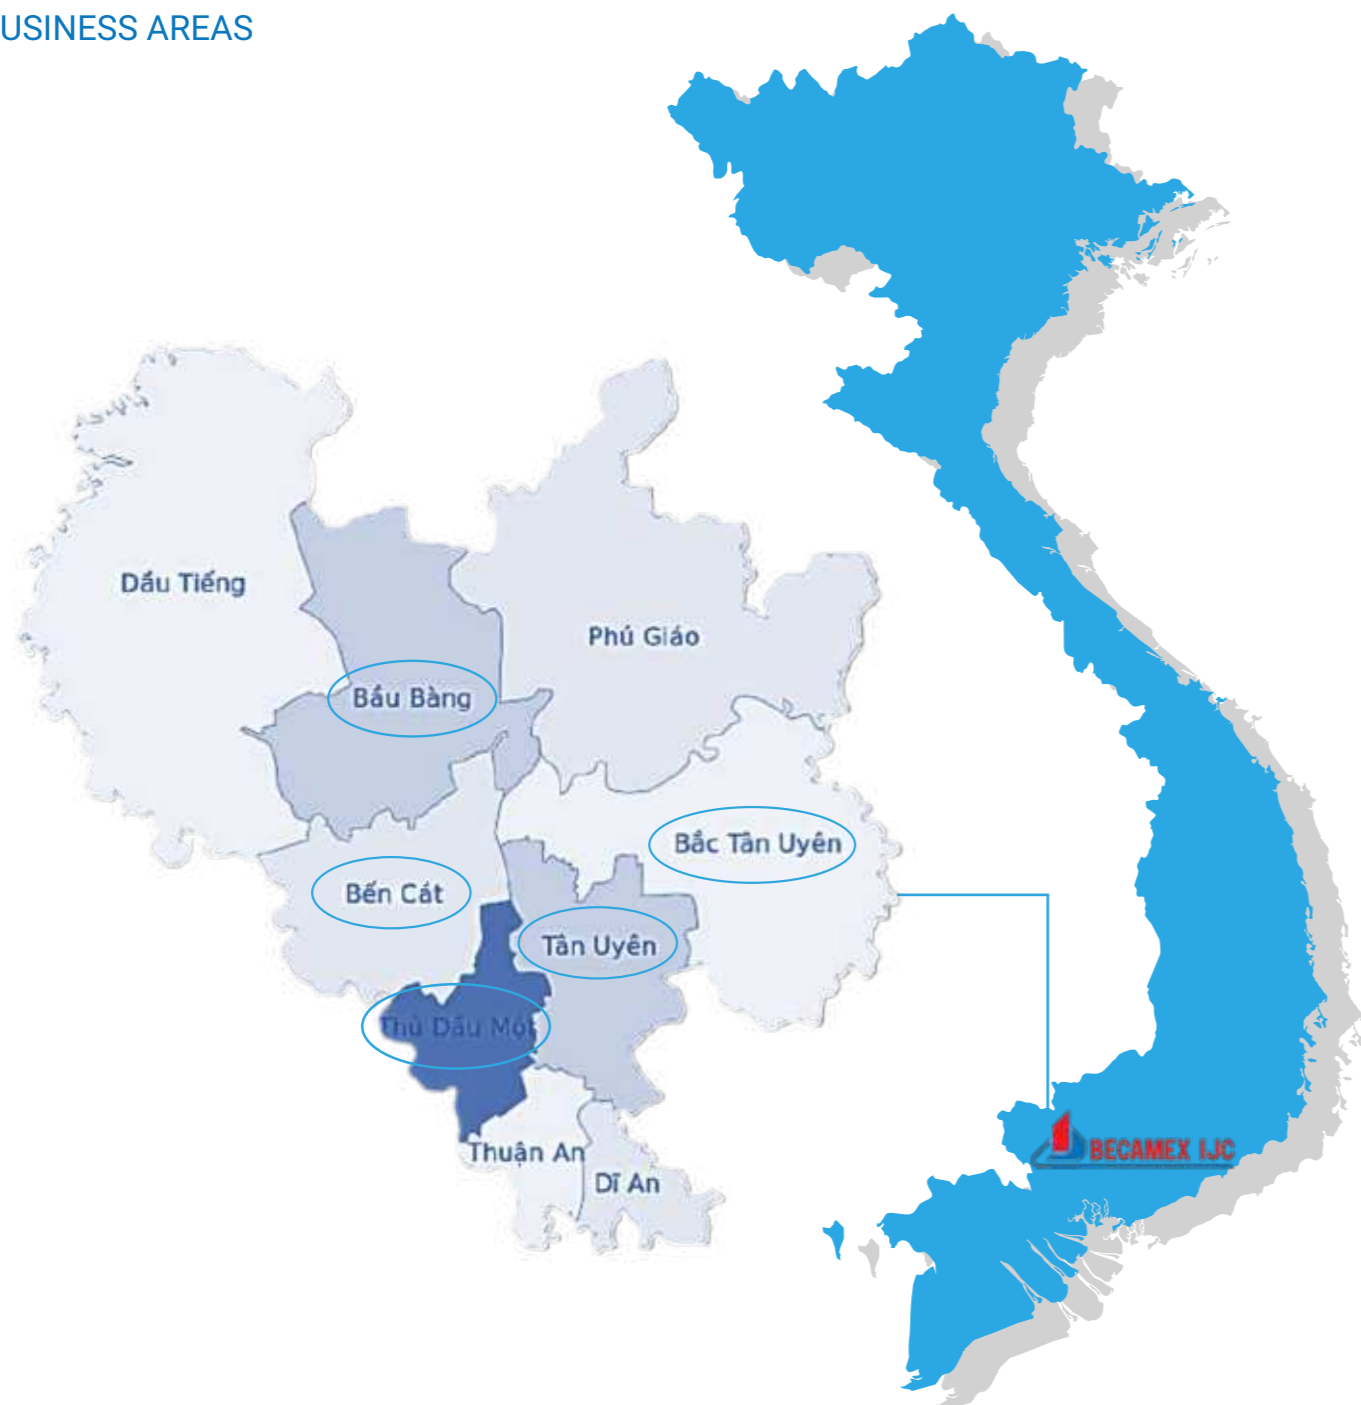 USINESS AREAS
Dầu Tiếng
Phú Giáo
Bầu Bàng
Bắc Tân Uyên
Bến Cát
Tân Uyên
Thủ Dầu Một
BECAMEX IJC
Thuận An
Dĩ An